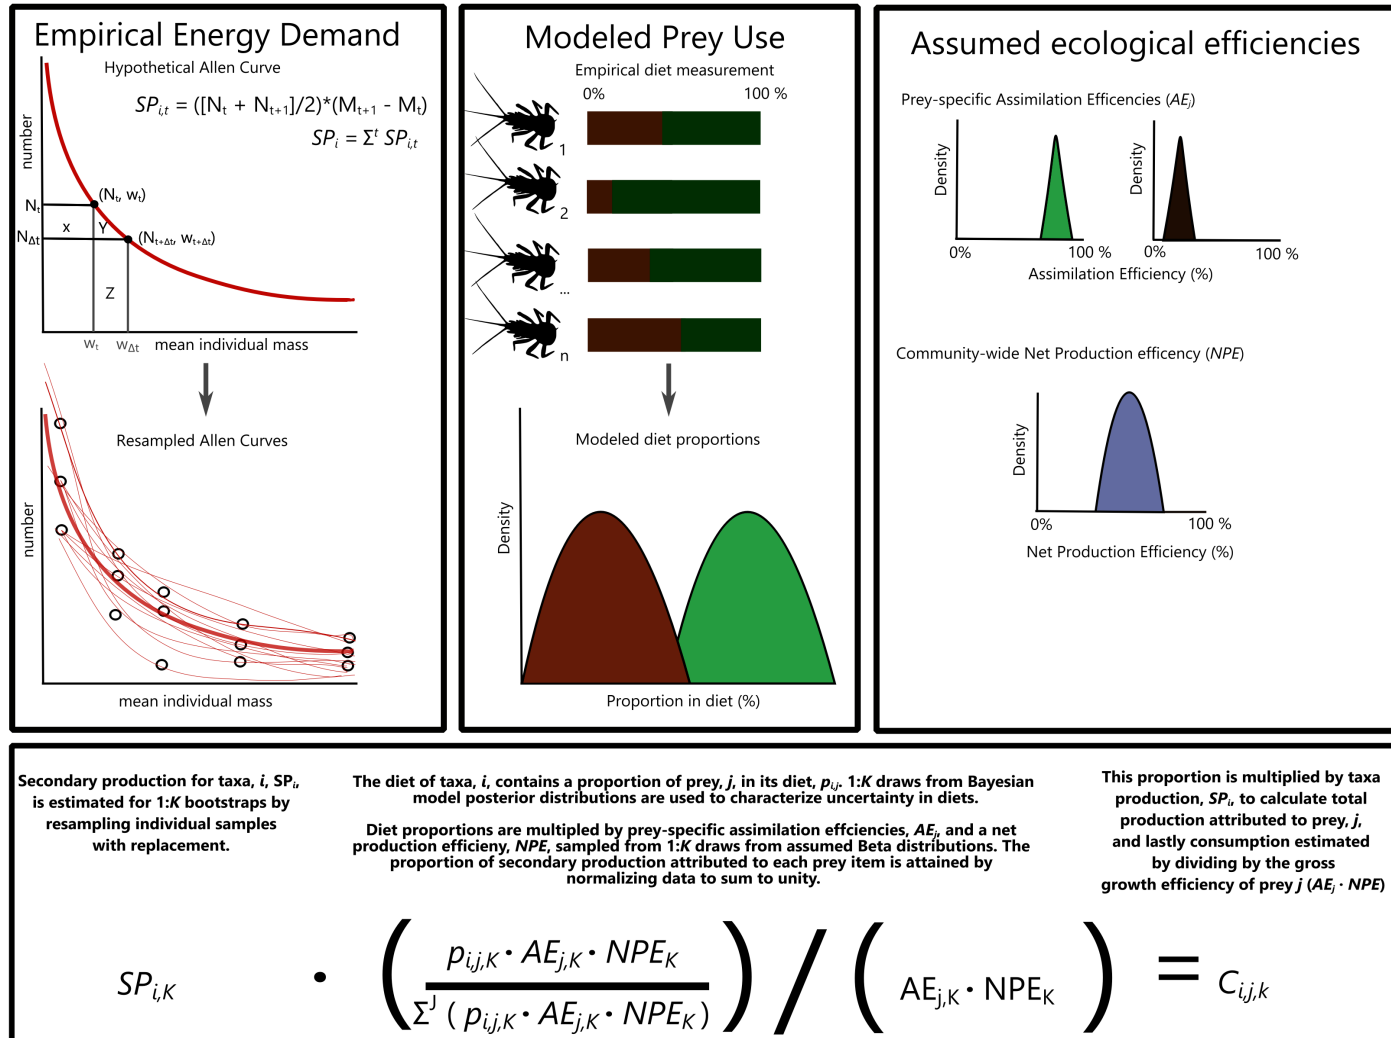 Empirical Energy Demand
Hypothetical Allen Curve
SPi,t = ([Nt + Nt+1]/2)*(Mt+1 - Mt)
SPi = Σt SPi,t
number
(Nt, wt)
Nt
x
Y
(Nt+Δt, wt+Δt)
NΔt
Z
wt
wΔt
mean individual mass
Resampled Allen Curves
number
mean individual mass
Modeled Prey Use
Empirical diet measurement
0%
100 %
1
2
...
n
Modeled diet proportions
Density
Proportion in diet (%)
Assumed ecological efficiencies
Prey-specific Assimilation Efficencies (AEj)
Density
Density
0%
100 %
0%
100 %
Assimilation Efficiency (%)
Community-wide Net Production efficency (NPE)
Density
0%
100 %
Net Production Efficiency (%)
Secondary production for taxa, i, SPi,
is estimated for 1:K bootstraps by
resampling individual samples
with replacement.
The diet of taxa, i, contains a proportion of prey, j, in its diet, pi,j. 1:K draws from Bayesian
model posterior distributions are used to characterize uncertainty in diets.
Diet proportions are multipled by prey-specific assimilation effciencies, AEj, and a net
production efficieny, NPE, sampled from 1:K draws from assumed Beta distributions. The
proportion of secondary production attributed to each prey item is attained by
normalizing data to sum to unity.
This proportion is multiplied by taxa
production, SPi, to calculate total
production attributed to prey, j,
and lastly consumption estimated
by dividing by the gross
growth efficiency of prey j (AEj · NPE)
SPi,K · ( pi,j,K · AEj,K · NPEK
ΣJ ( pi,j,K · AEj,K · NPEK ) ) / ( AEj,K · NPEK ) = Ci,j,k